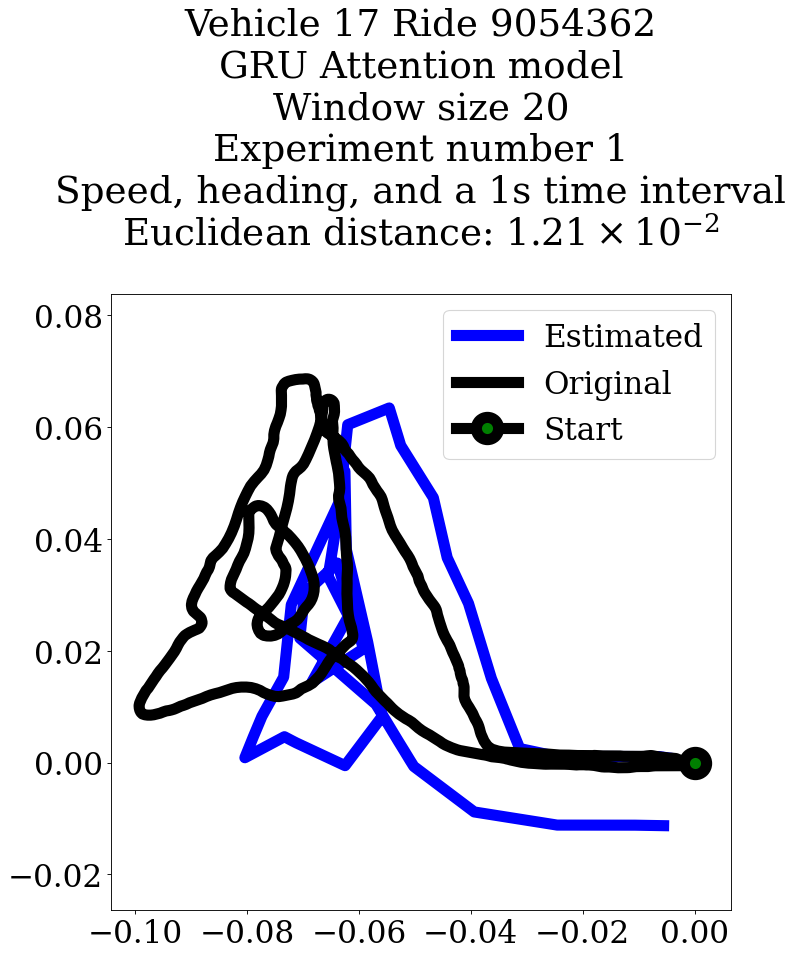 Vehicle 17 Ride 9054362
GRU Attention model
Window size 20
Experiment number 1
Speed, heading, and a 1s time interval
Euclidean distance: 1.21 × 10⁻²
Estimated
Original
Start
0.08
0.06
0.04
0.02
0.00
−0.02
−0.10 −0.08 −0.06 −0.04 −0.02 0.00